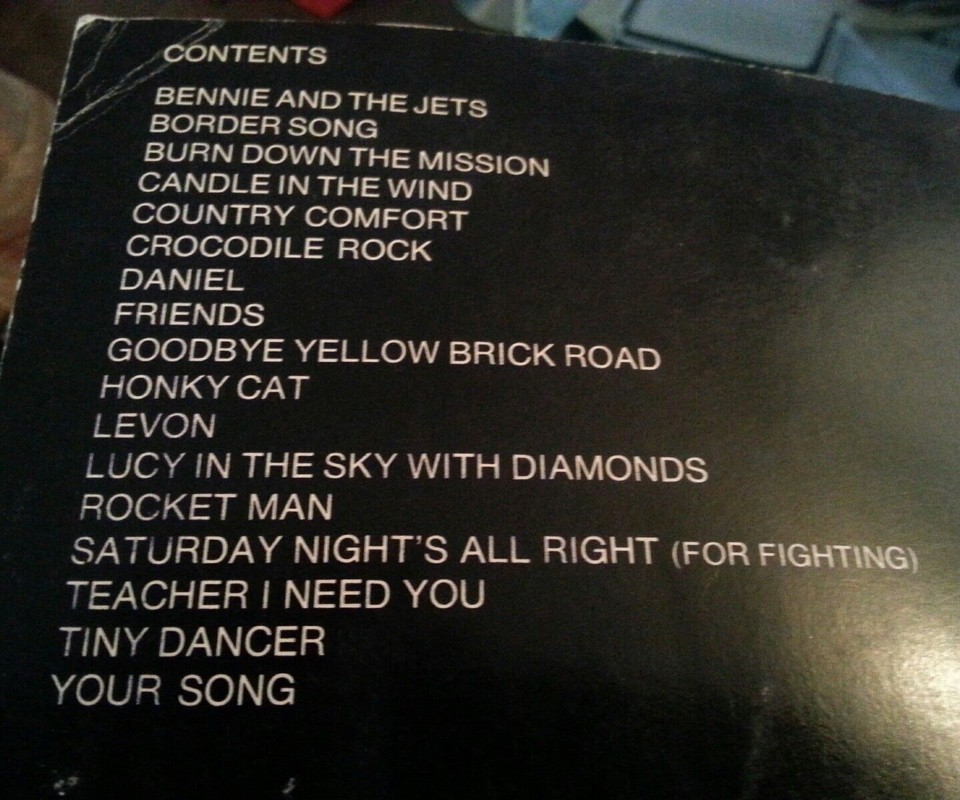 CONTENTS
BENNIE AND THE JETS
BORDER SONG
BURN DOWN THE MISSION
CANDLE IN THE WIND
COUNTRY COMFORT
CROCODILE ROCK
DANIEL
FRIENDS
GOODBYE YELLOW BRICK ROAD
HONKY CAT
LEVON
LUCY IN THE SKY WITH DIAMONDS
ROCKET MAN
SATURDAY NIGHT'S ALL RIGHT (FOR FIGHTING)
TEACHER I NEED YOU
TINY DANCER
YOUR SONG